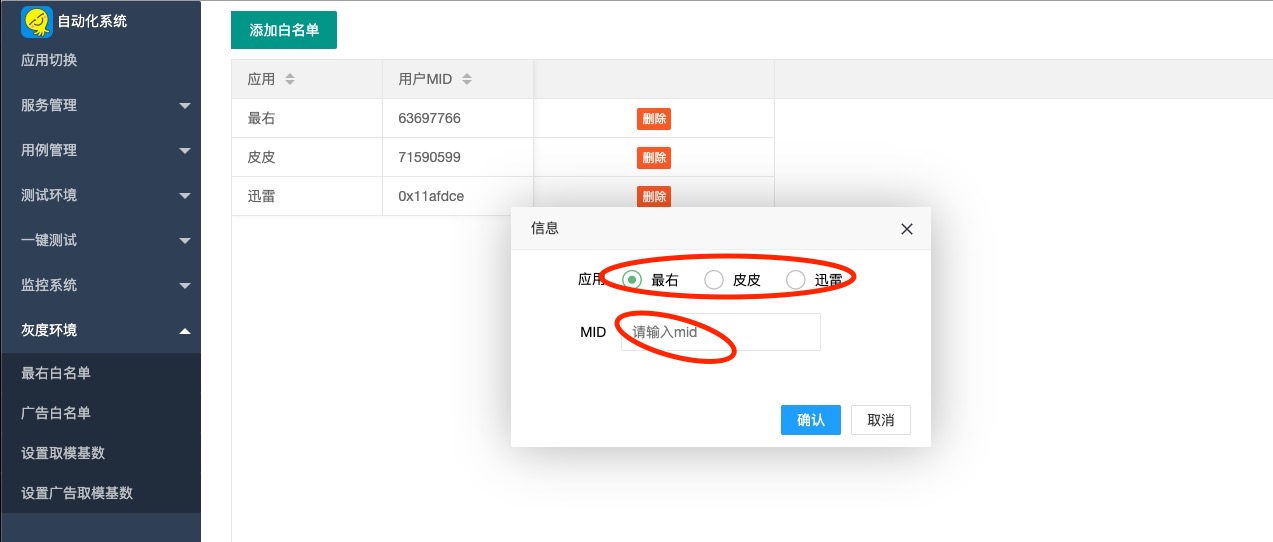 自动化系统
应用切换
服务管理
用例管理
测试环境
一键测试
监控系统
灰度环境
最右白名单
广告白名单
设置取模基数
设置广告取模基数
添加白名单
应用 用户MID
最右 63697766 删除
皮皮 71590599 删除
迅雷 0x11afdce 删除
信息
应用 最右 皮皮 迅雷
MID 请输入mid
确认 取消